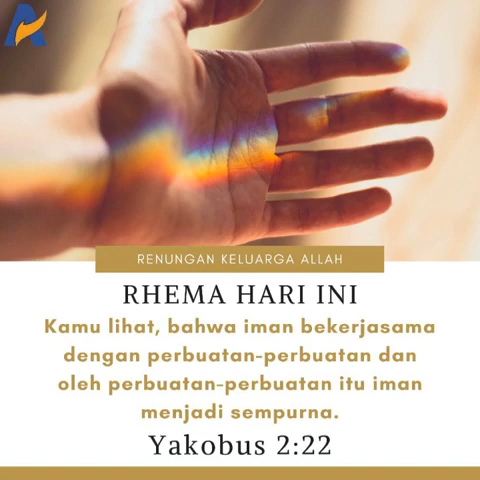 RENUNGAN KELUARGA ALLAH
RHEMA HARI INI
Kamu lihat, bahwa iman bekerjasama
dengan perbuatan-perbuatan dan
oleh perbuatan-perbuatan itu iman
menjadi sempurna.
Yakobus 2:22